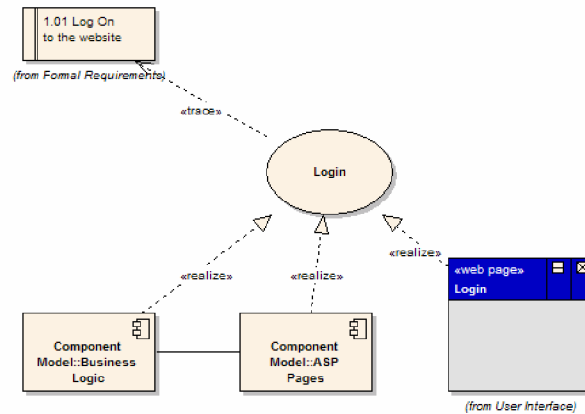 1.01 Log On
to the website
(from Formal Requirements)
«trace»
Login
«realize»
«realize»
«realize»
«web page»
Login
Component
Model::Business
Logic
Component
Model::ASP
Pages
(from User Interface)